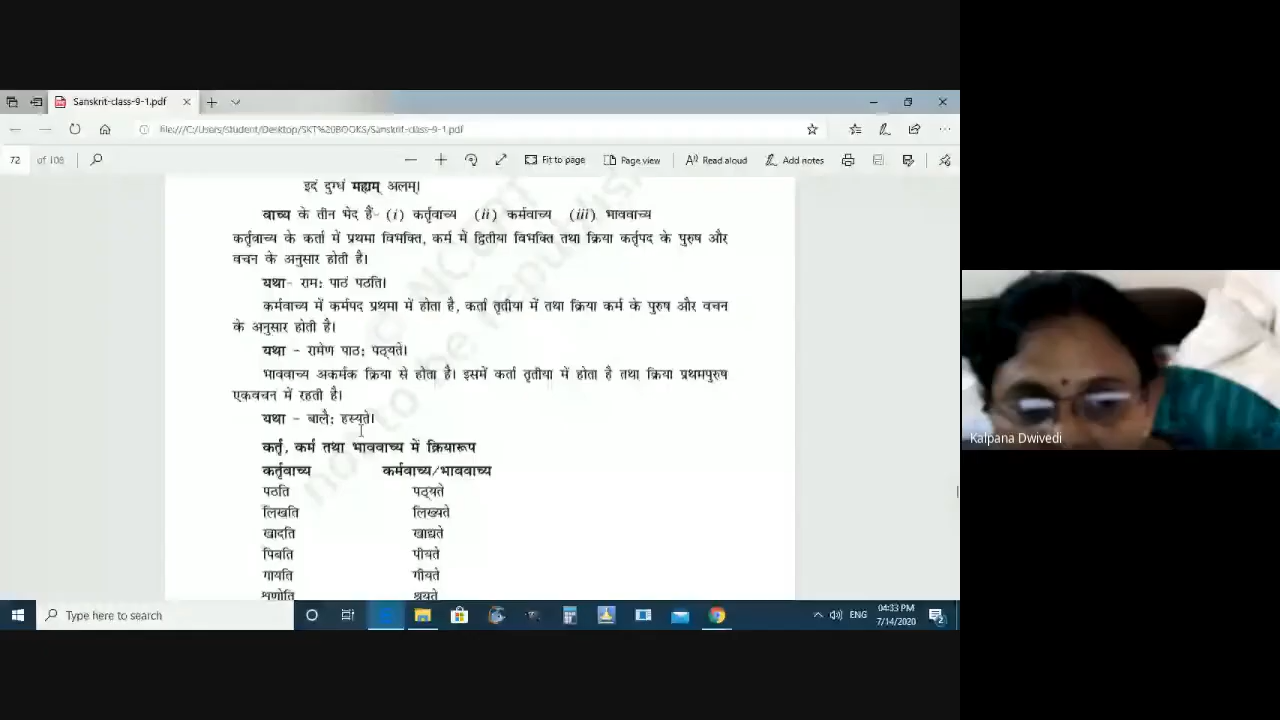 Sanskrit-class-9-1.pdf
file:///C:/Users/student/Desktop/SKT%20BOOKS/Sanskrit-class-9-1.pdf
72 of 108 Fit to page Page view Read aloud Add notes
इदं दुग्धं मह्यम् अलम्।
वाच्य के तीन भेद हैं- (i) कर्तृवाच्य (ii) कर्मवाच्य (iii) भाववाच्य
कर्तृवाच्य के कर्ता में प्रथमा विभक्ति, कर्म में द्वितीया विभक्ति तथा क्रिया कर्तृपद के पुरुष और
वचन के अनुसार होती है।
यथा- राम: पाठं पठति।
कर्मवाच्य में कर्मपद प्रथमा में होता है, कर्ता तृतीया में तथा क्रिया कर्म के पुरुष और वचन
के अनुसार होती है।
यथा - रामेण पाठ: पठ्यते।
भाववाच्य अकर्मक क्रिया से होता है। इसमें कर्ता तृतीया में होता है तथा क्रिया प्रथमपुरुष
एकवचन में रहती है।
यथा - बालै: हस्यते।
कर्तृ, कर्म तथा भाववाच्य में क्रियारूप
कर्तृवाच्य कर्मवाच्य/भाववाच्य
पठति पठ्यते
लिखति लिख्यते
खादति खाद्यते
पिबति पीयते
गायति गीयते
not to be republish
Kalpana Dwivedi
Type here to search
ENG
04:33 PM
7/14/2020